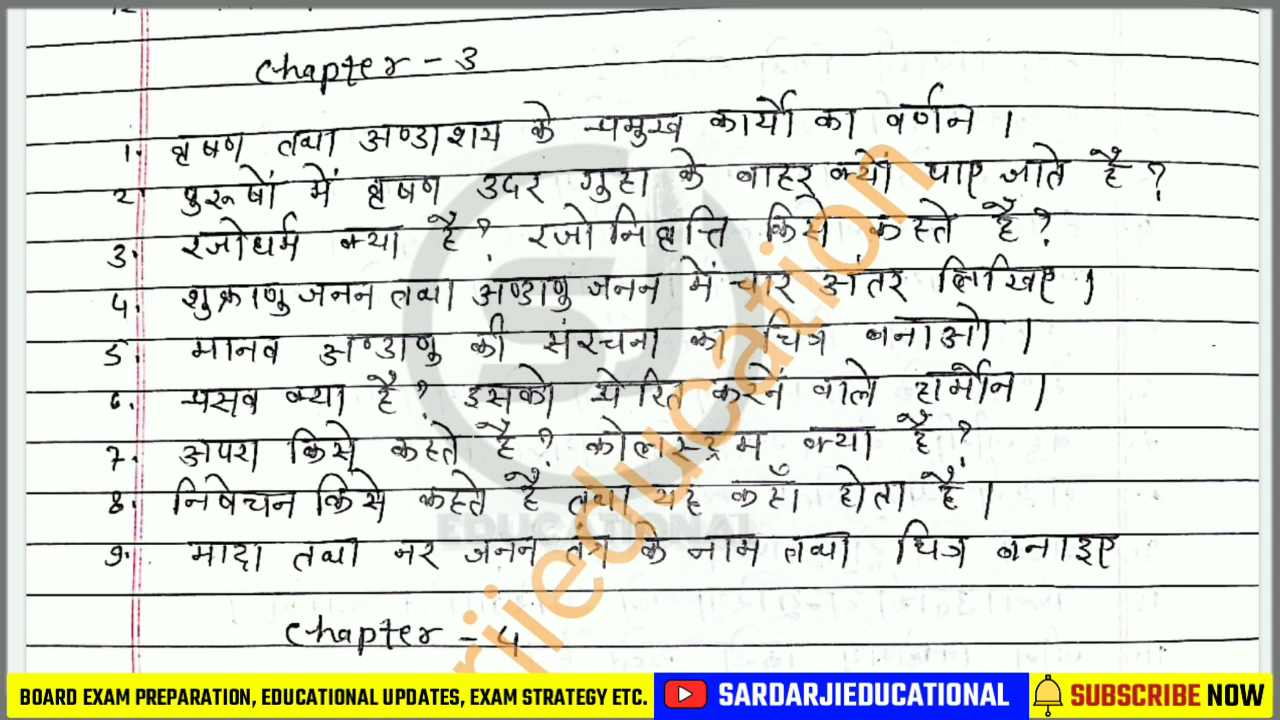 Chapter - 3
1. वृषण तथा अण्डाशय के प्रमुख कार्यों का वर्णन ।
2. पुरूषों में वृषण उदर गुहा के बाहर क्यों पाए जाते है ?
3. रजोधर्म क्या है ? रजोनिवृत्ति किसे कहते है ?
4. शुक्राणुजनन तथा अण्डाणुजनन में चार अंतर लिखिए ।
5. मानव अण्डाणु की संरचना का चित्र बनाओ ।
6. प्रसव क्या है ? इसको प्रेरित करनें वाले हार्मोन ।
7. अपरा किसे कहते है ? कोलस्ट्रम क्या है ?
8. निषेचन किसे कहते है तथा यह कहाँ होता है ।
9. मादा तथा नर जनन तंत्र के नाम तथा चित्र बनाइए
Chapter - 4
EDUCATIONAL
rijieducation
BOARD EXAM PREPARATION, EDUCATIONAL UPDATES, EXAM STRATEGY ETC. SARDARJIEDUCATIONAL SUBSCRIBE NOW